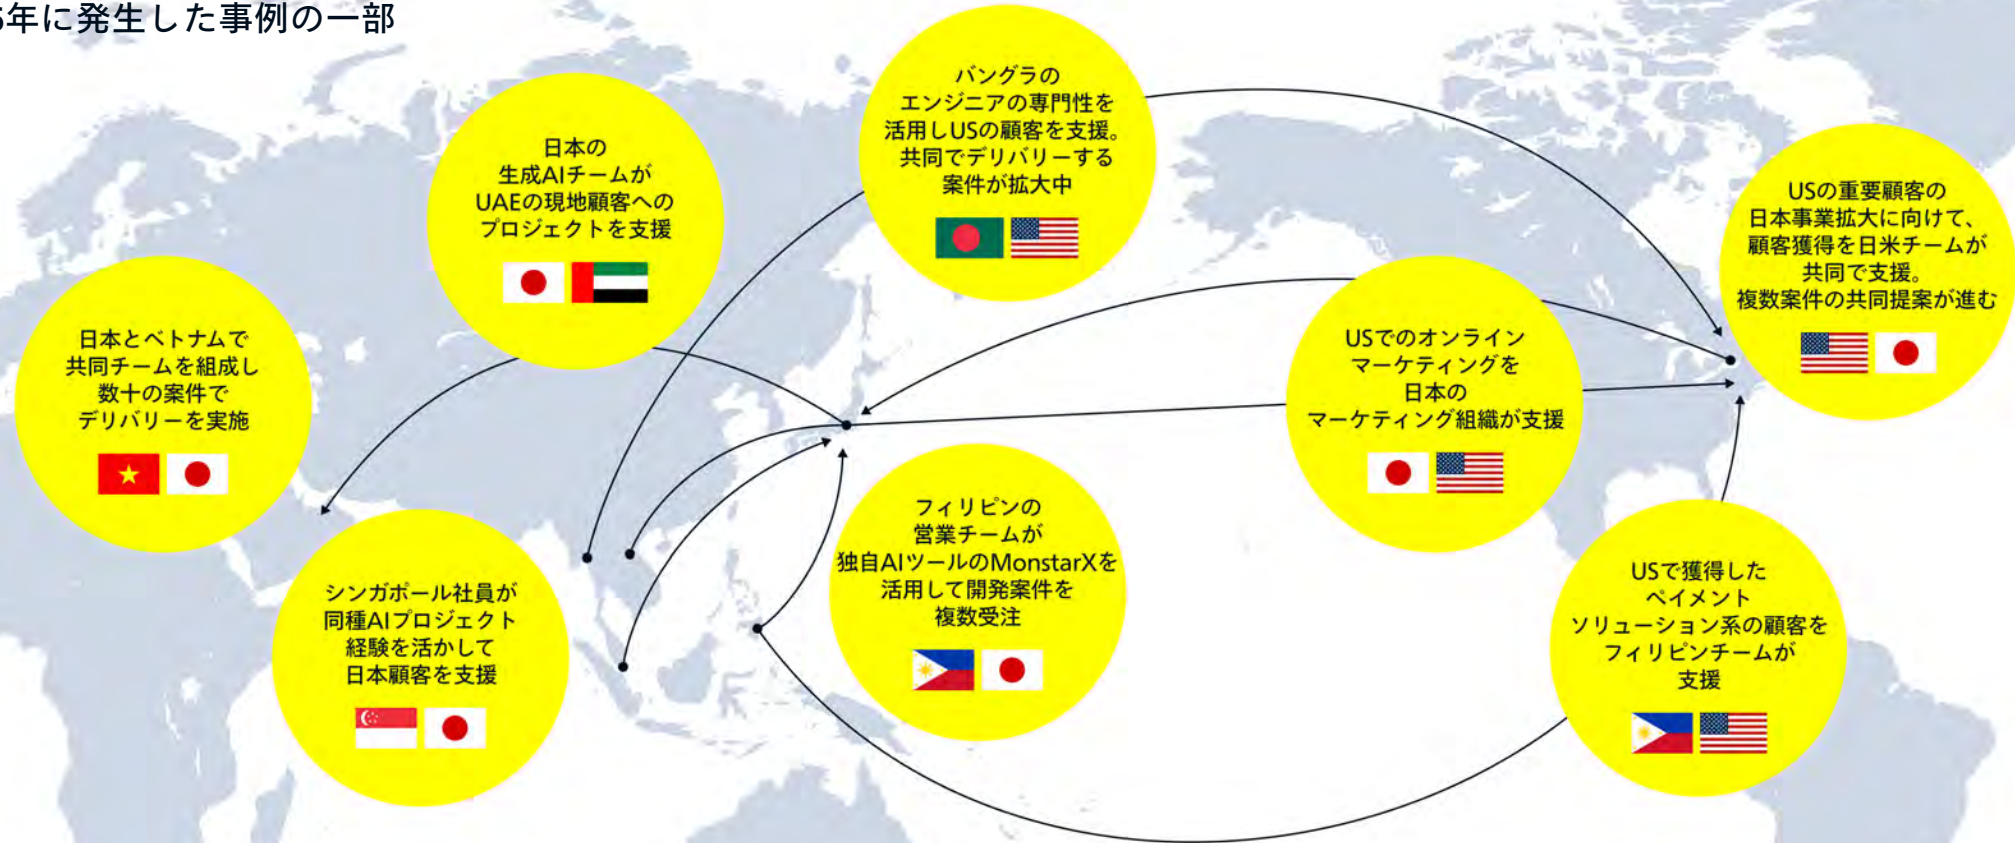 年に発生した事例の一部
バングラの
エンジニアの専門性を
活用しUSの顧客を支援。
共同でデリバリーする
案件が拡大中
日本の
生成AIチームが
UAEの現地顧客への
プロジェクトを支援
USの重要顧客の
日本事業拡大に向けて、
顧客獲得を日米チームが
共同で支援。
複数案件の共同提案が進む
日本とベトナムで
共同チームを組成し
数十の案件で
デリバリーを実施
USでのオンライン
マーケティングを
日本の
マーケティング組織が支援
フィリピンの
営業チームが
独自AIツールのMonstarXを
活用して開発案件を
複数受注
シンガポール社員が
同種AIプロジェクト
経験を活かして
日本顧客を支援
USで獲得した
ペイメント
ソリューション系の顧客を
フィリピンチームが
支援